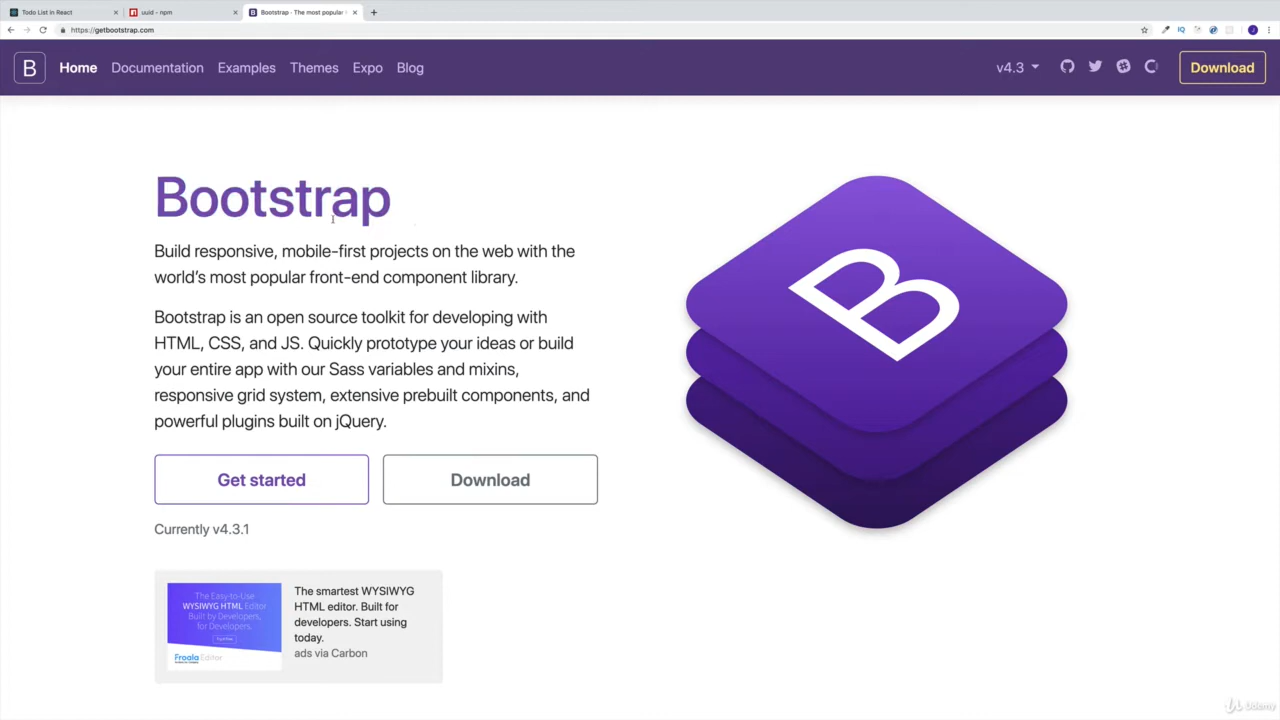 Todo List in React
uuid - npm
Bootstrap - The most popular
https://getbootstrap.com
B
Home
Documentation
Examples
Themes
Expo
Blog
v4.3
Download
Bootstrap
Build responsive, mobile-first projects on the web with the
world's most popular front-end component library.
Bootstrap is an open source toolkit for developing with
HTML, CSS, and JS. Quickly prototype your ideas or build
your entire app with our Sass variables and mixins,
responsive grid system, extensive prebuilt components, and
powerful plugins built on jQuery.
Get started
Download
Currently v4.3.1
B
The Easy-to-Use
WYSIWYG HTML Editor
Built by Developers,
for Developers.
Froala Editor
The smartest WYSIWYG
HTML editor. Built for
developers. Start using
today.
ads via Carbon
Udemy